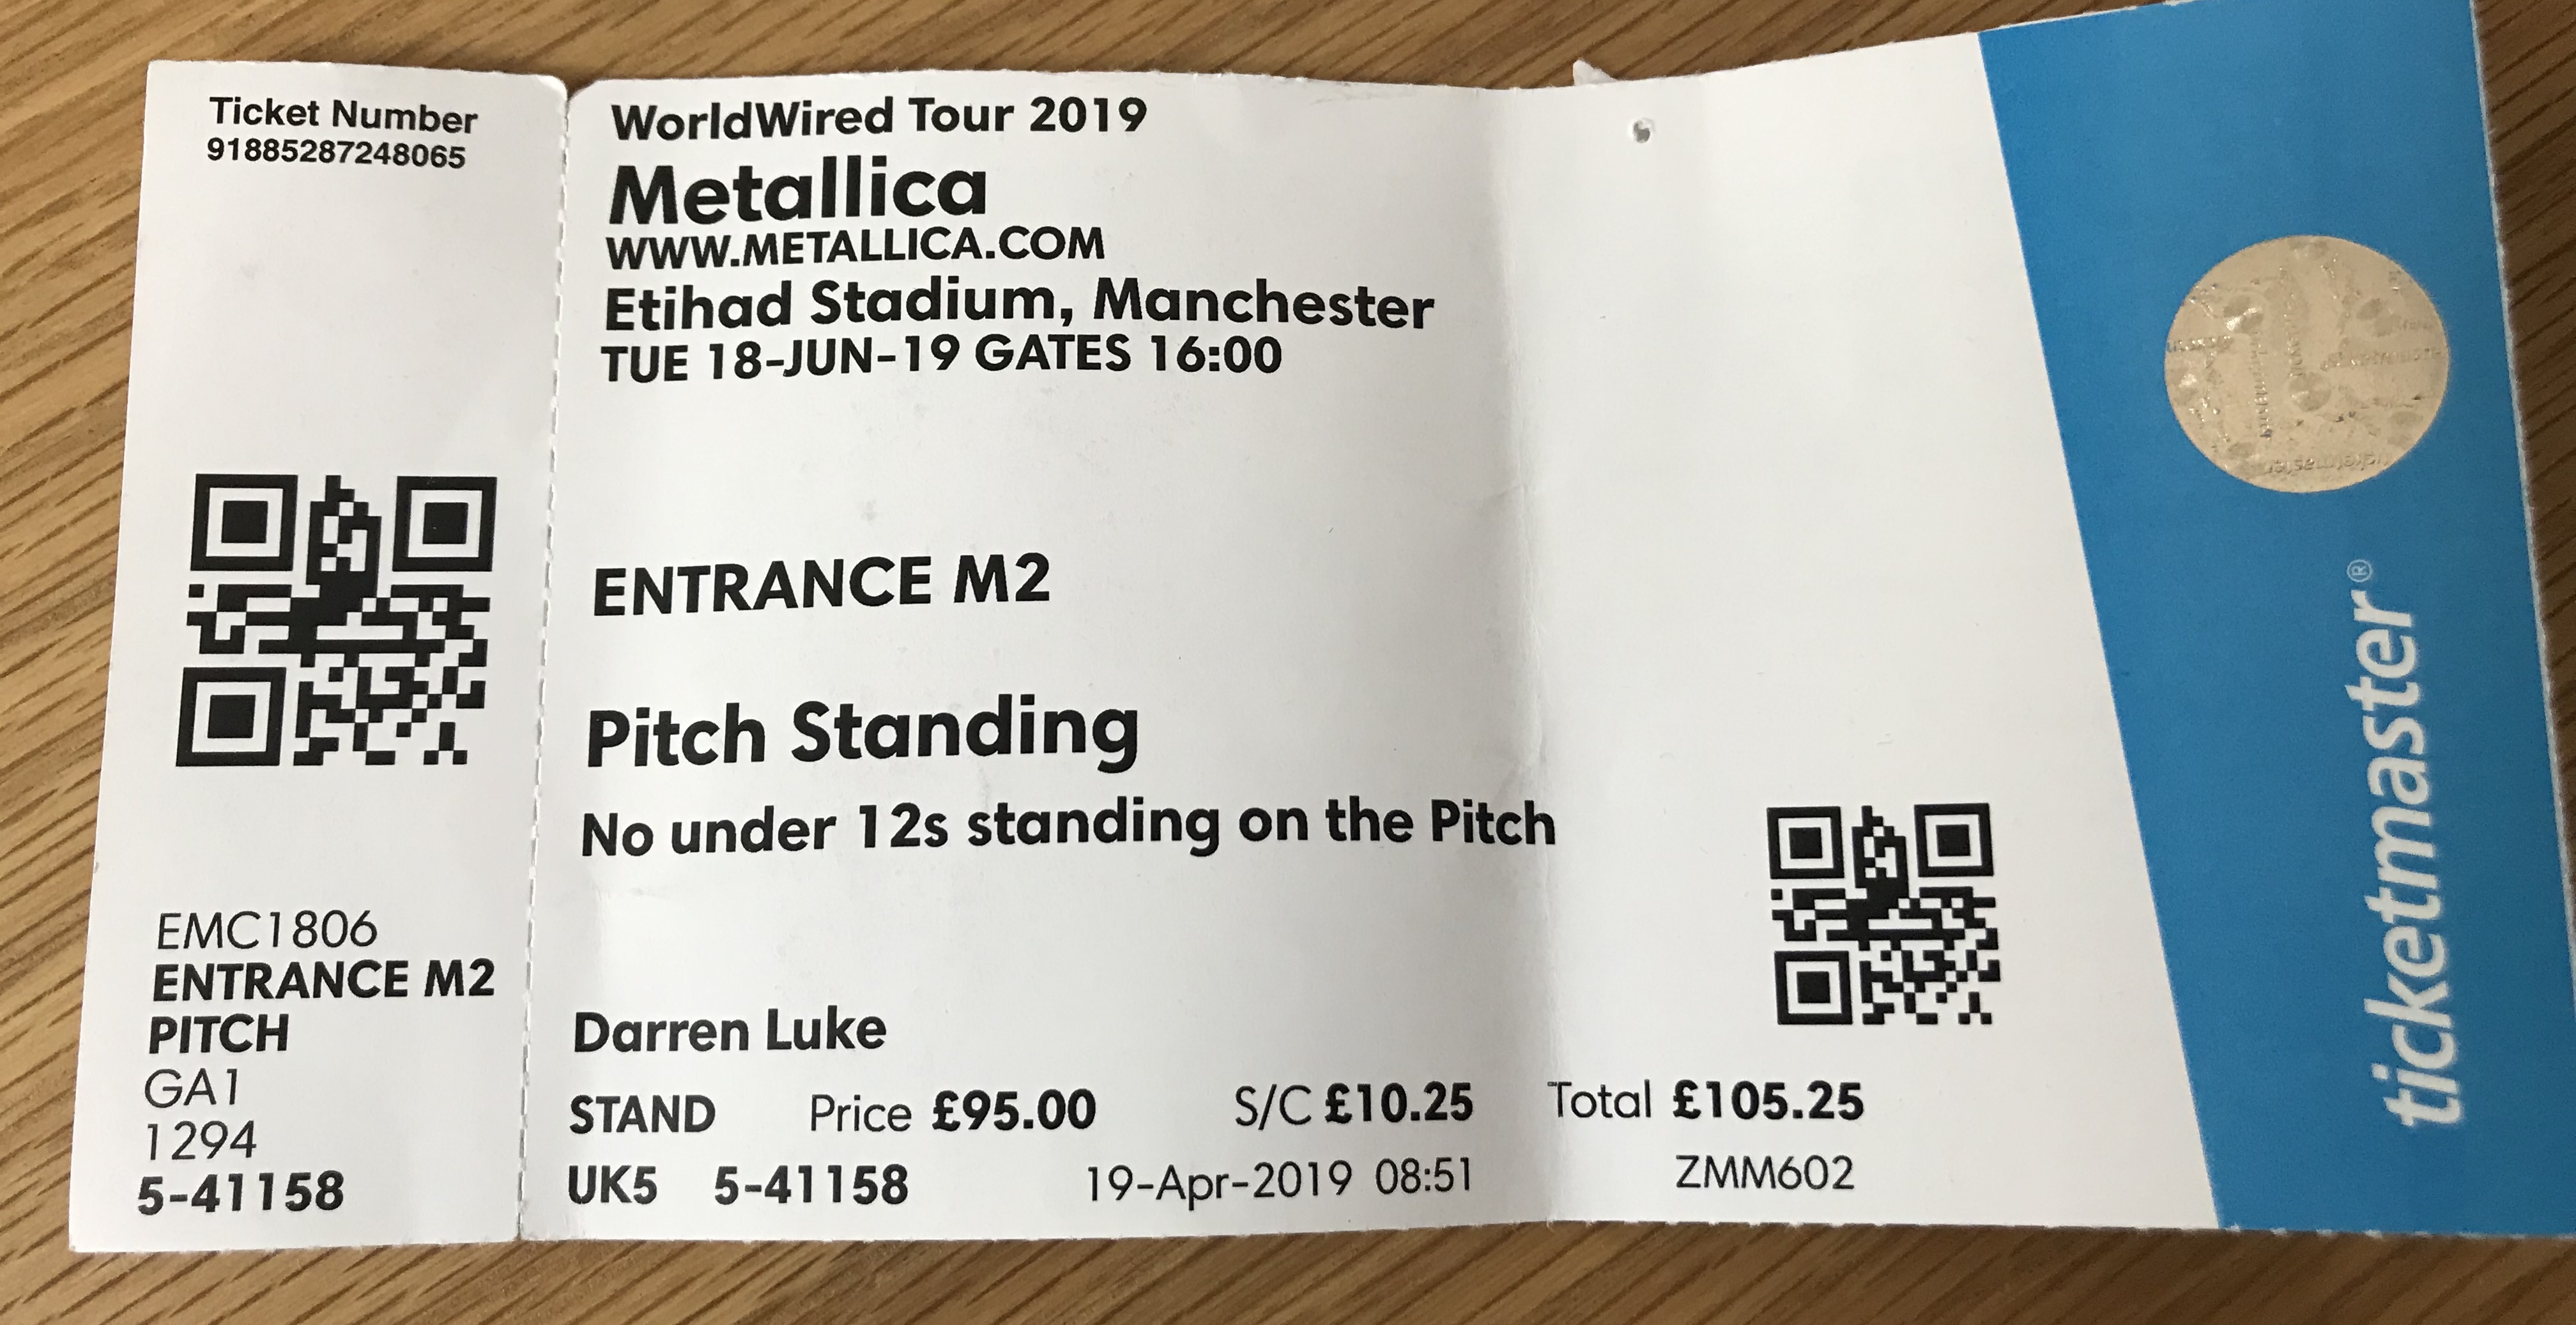 Ticket Number
91885287248065
EMC1806
ENTRANCE M2
PITCH
GA1
1294
5-41158
WorldWired Tour 2019
Metallica
WWW.METALLICA.COM
Etihad Stadium, Manchester
TUE 18-JUN-19 GATES 16:00
ENTRANCE M2
Pitch Standing
No under 12s standing on the Pitch
Darren Luke
STAND Price £95.00 S/C £10.25 Total £105.25
UK5 5-41158 19-Apr-2019 08:51 ZMM602
ticketmaster®